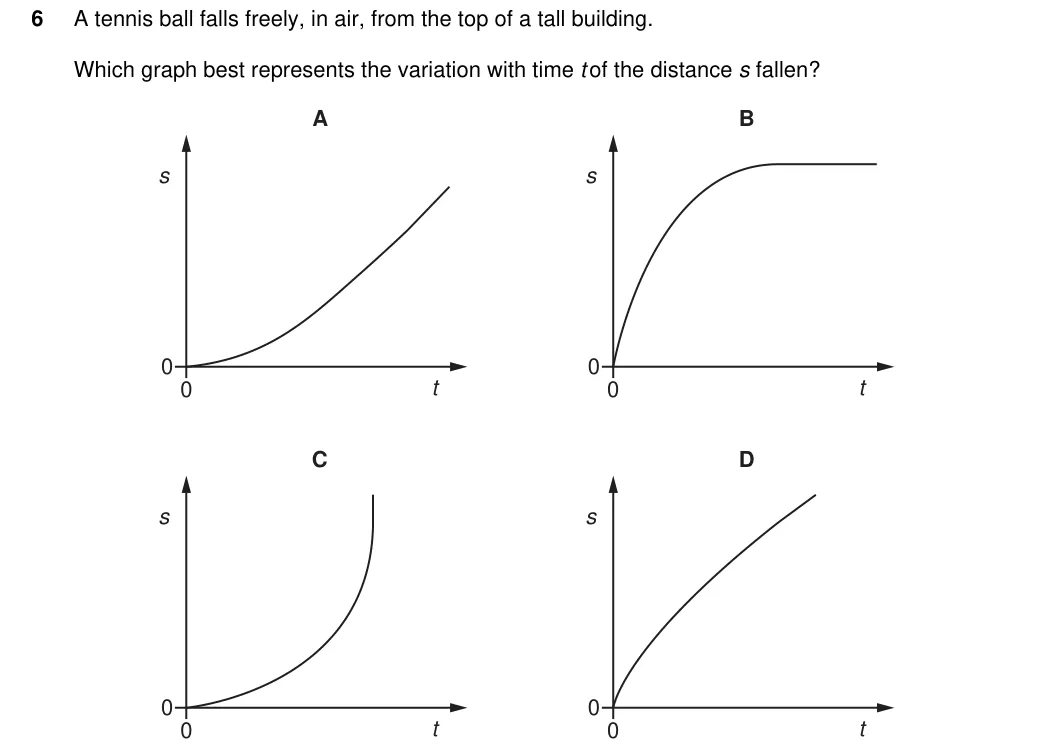 6 A tennis ball falls freely, in air, from the top of a tall building.
Which graph best represents the variation with time t of the distance s fallen?
A
s
0
0
t
B
s
0
0
t
C
s
0
0
t
D
s
0
0
t